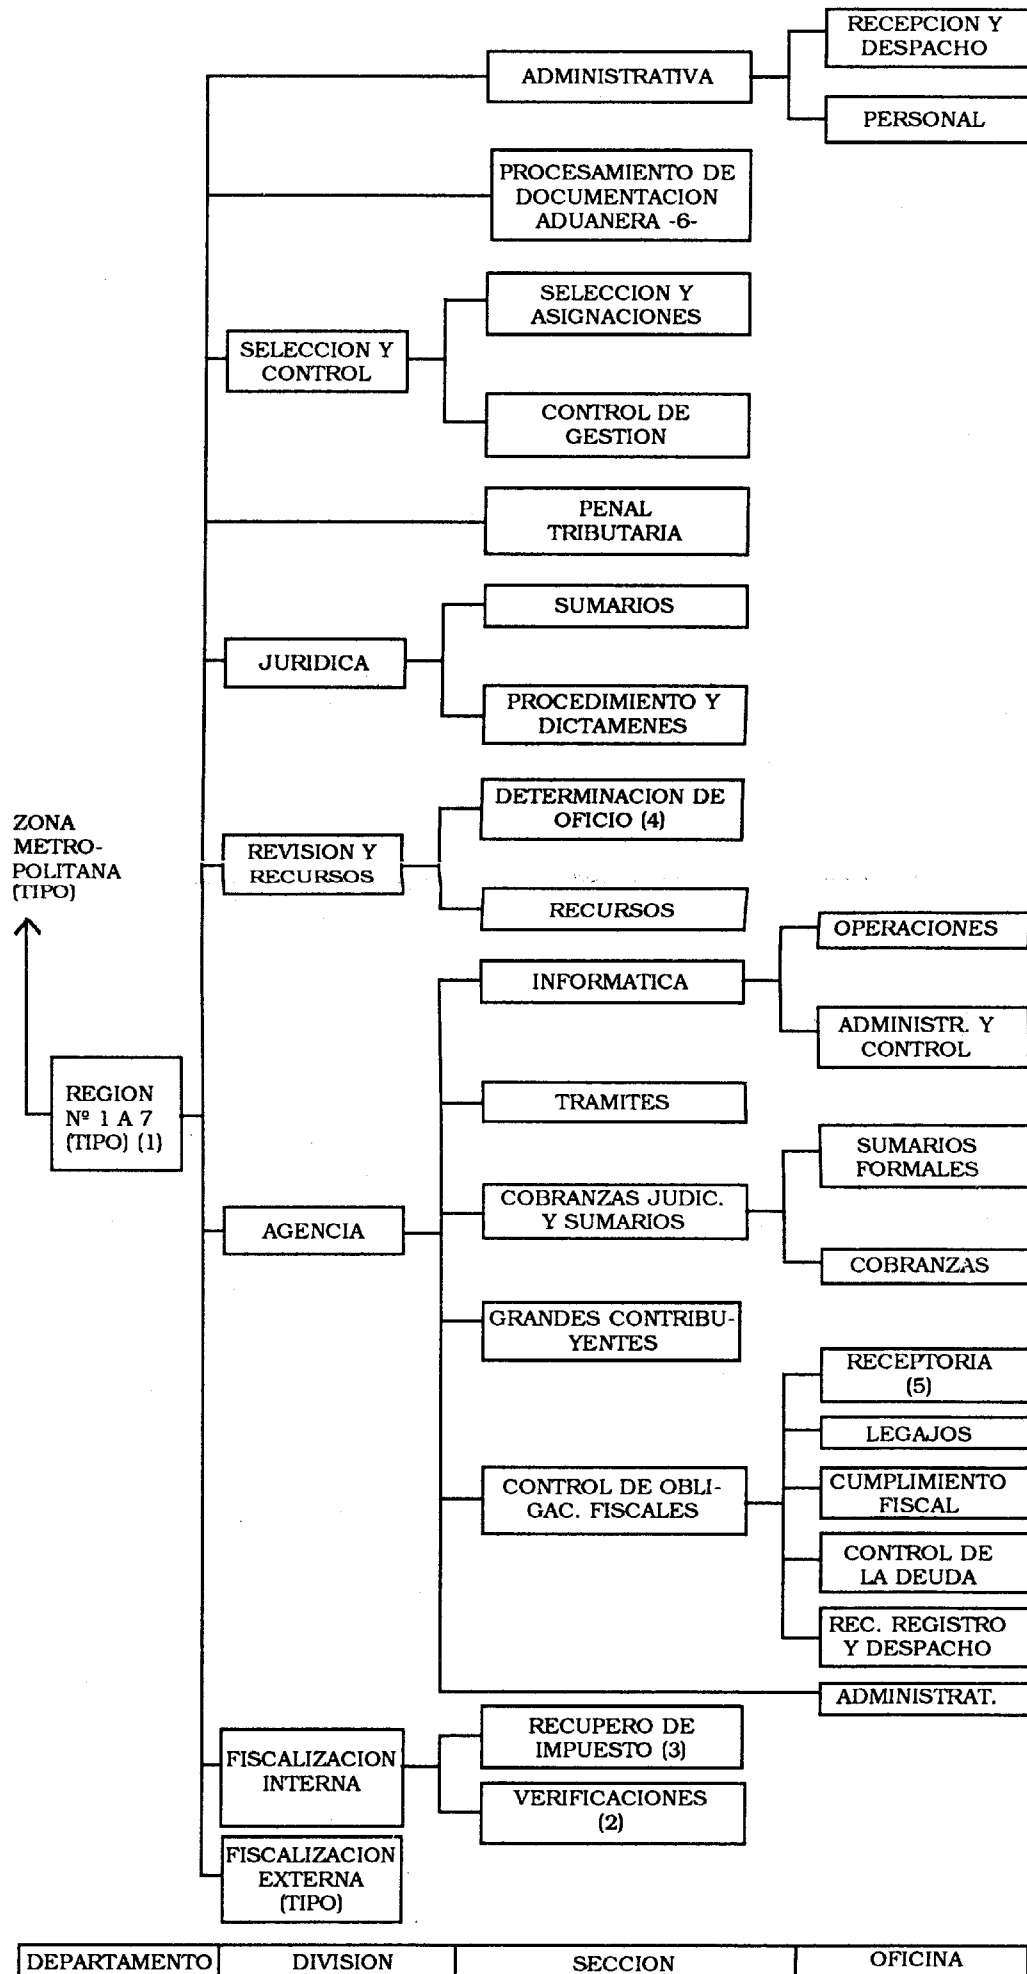 RECEPCION Y
DESPACHO
ADMINISTRATIVA
PERSONAL
PROCESAMIENTO DE
DOCUMENTACION
ADUANERA -6-
SELECCION Y
ASIGNACIONES
SELECCION Y
CONTROL
CONTROL DE
GESTION
PENAL
TRIBUTARIA
SUMARIOS
JURIDICA
PROCEDIMIENTO Y
DICTAMENES
DETERMINACION DE
OFICIO (4)
ZONA
METRO-
POLITANA
(TIPO)
REVISION Y
RECURSOS
RECURSOS
OPERACIONES
INFORMATICA
ADMINISTR. Y
CONTROL
REGION
Nº 1 A 7
(TIPO) (1)
TRAMITES
SUMARIOS
FORMALES
COBRANZAS JUDIC.
Y SUMARIOS
AGENCIA
COBRANZAS
GRANDES CONTRIBU-
YENTES
RECEPTORIA
(5)
LEGAJOS
CONTROL DE OBLI-
GAC. FISCALES
CUMPLIMIENTO
FISCAL
CONTROL DE
LA DEUDA
REC. REGISTRO
Y DESPACHO
ADMINISTRAT.
RECUPERO DE
IMPUESTO (3)
FISCALIZACION
INTERNA
VERIFICACIONES
(2)
FISCALIZACION
EXTERNA
(TIPO)
DEPARTAMENTO DIVISION SECCION OFICINA